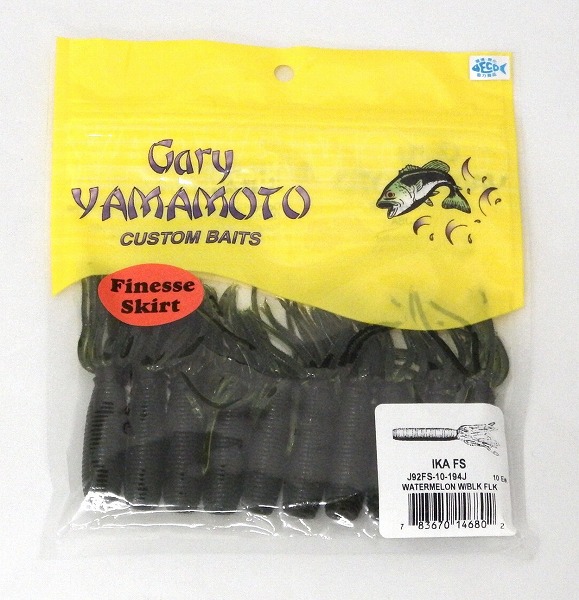 Gary
YAMAMOTO
CUSTOM BAITS
Finesse
Skirt
IKA FS
J92FS-10-194J 10 Ea
WATERMELON W/BLK FLK
7 83670 14680 2